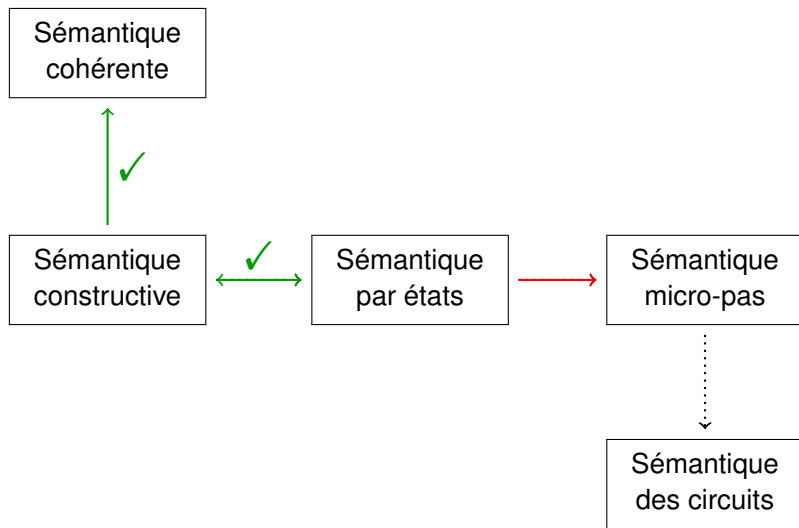 Sémantique
cohérente
✓
Sémantique
constructive
✓
Sémantique
par états
Sémantique
micro-pas
Sémantique
des circuits